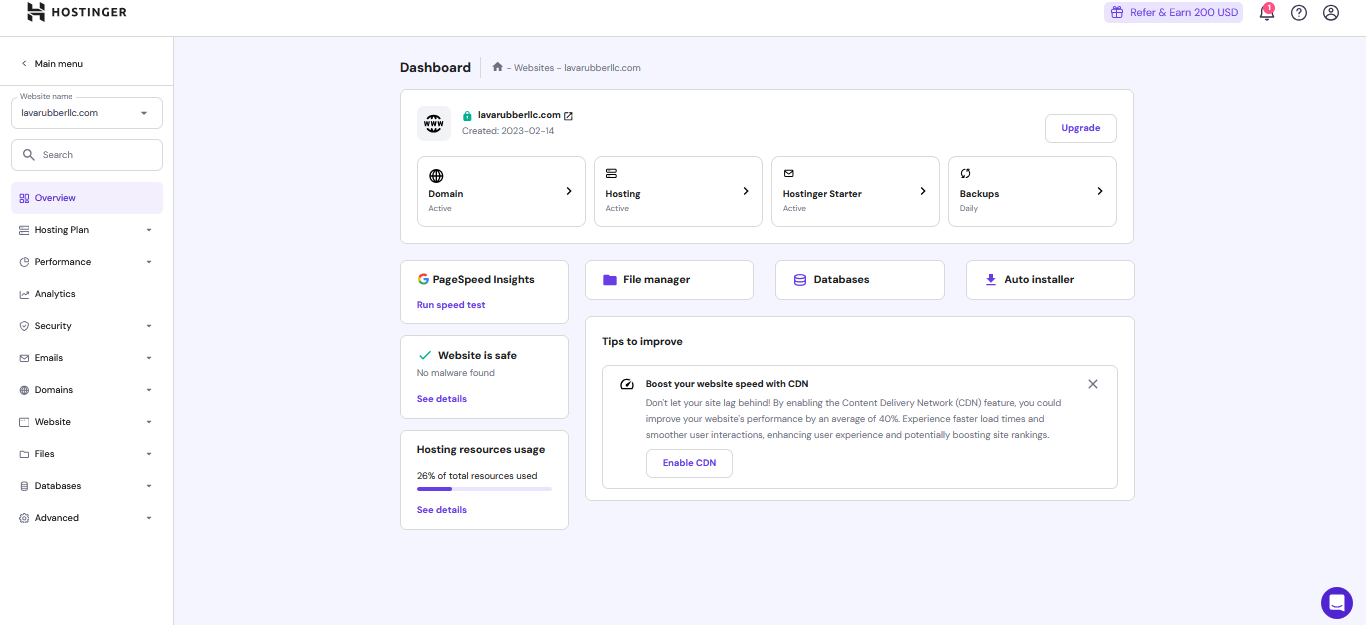 HOSTINGER
Refer & Earn 200 USD
1
Main menu
Website name
lavarubberllc.com
Search
Overview
Hosting Plan
Performance
Analytics
Security
Emails
Domains
Website
Files
Databases
Advanced
Dashboard
- Websites - lavarubberllc.com
www
lavarubberllc.com
Created: 2023-02-14
Upgrade
Domain
Active
Hosting
Active
Hostinger Starter
Active
Backups
Daily
PageSpeed Insights
Run speed test
File manager
Databases
Auto installer
Website is safe
No malware found
See details
Hosting resources usage
26% of total resources used
See details
Tips to improve
Boost your website speed with CDN
Don't let your site lag behind! By enabling the Content Delivery Network (CDN) feature, you could
improve your website's performance by an average of 40%. Experience faster load times and
smoother user interactions, enhancing user experience and potentially boosting site rankings.
Enable CDN